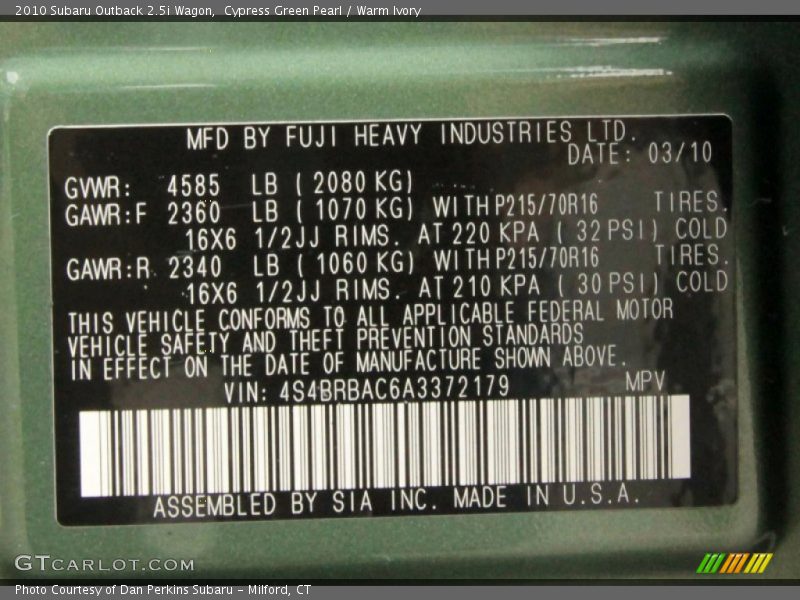 2010 Subaru Outback 2.5i Wagon, Cypress Green Pearl / Warm Ivory
MFD BY FUJI HEAVY INDUSTRIES LTD.
DATE: 03/10
GVWR: 4585 LB ( 2080 KG)
GAWR:F 2360 LB ( 1070 KG) WITH P215/70R16 TIRES.
16X6 1/2JJ RIMS. AT 220 KPA ( 32 PSI) COLD
GAWR:R 2340 LB ( 1060 KG) WITH P215/70R16 TIRES.
16X6 1/2JJ RIMS. AT 210 KPA ( 30 PSI) COLD
THIS VEHICLE CONFORMS TO ALL APPLICABLE FEDERAL MOTOR
VEHICLE SAFETY AND THEFT PREVENTION STANDARDS
IN EFFECT ON THE DATE OF MANUFACTURE SHOWN ABOVE.
VIN: 4S4BRBAC6A3372179 MPV
ASSEMBLED BY SIA INC. MADE IN U.S.A.
GTCARLOT.COM
Photo Courtesy of Dan Perkins Subaru - Milford, CT